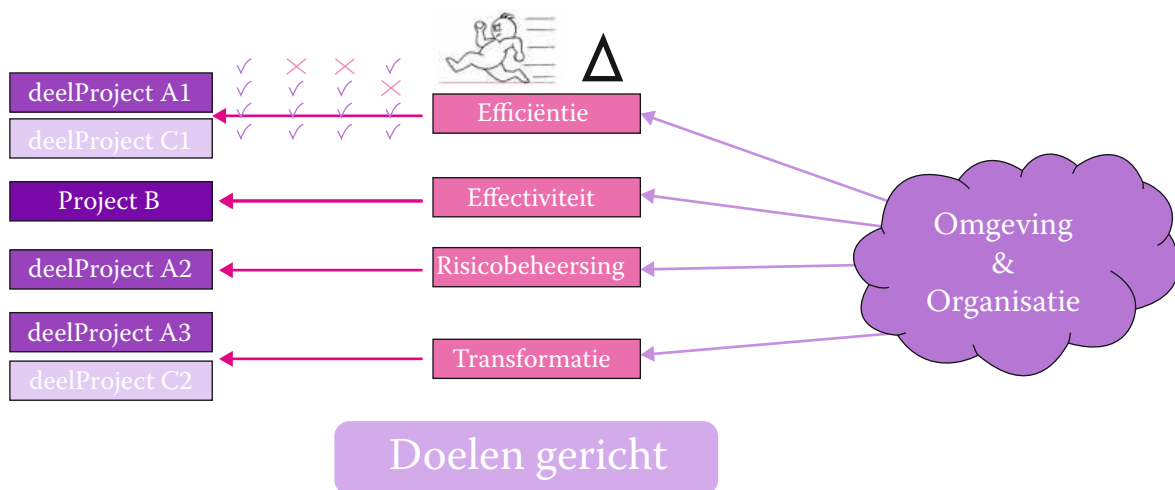 Δ
deelProject A1
Efficiëntie
deelProject C1
Project B
Effectiviteit
deelProject A2
Risicobeheersing
deelProject A3
Transformatie
deelProject C2
Omgeving
&
Organisatie
Doelen gericht